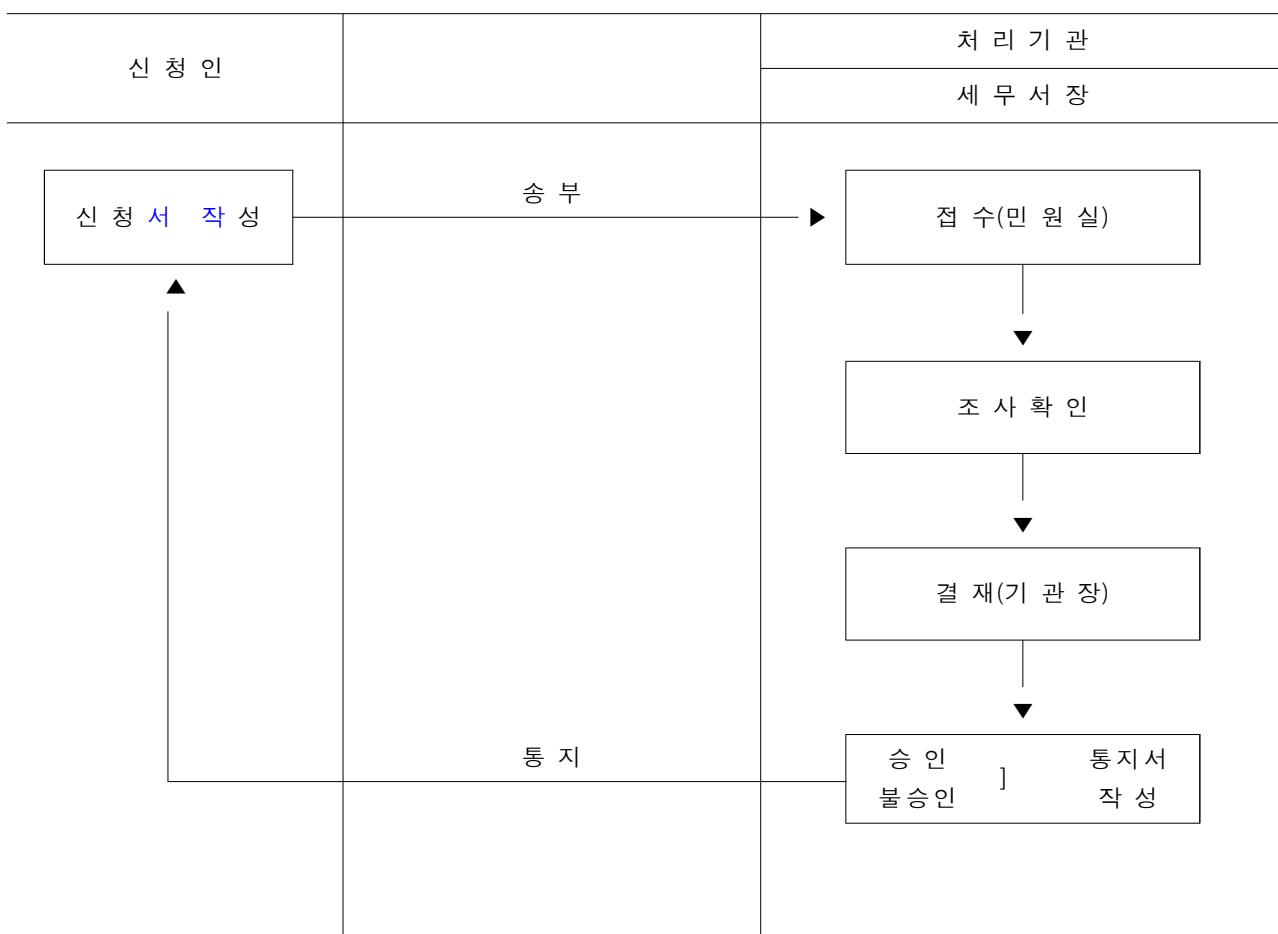 신 청 인
처 리 기 관
세 무 서 장
송 부
신 청 서 작 성
접 수(민 원 실)
조 사 확 인
결 재(기 관 장)
통 지
승 인 ] 통지서
불승인 작 성